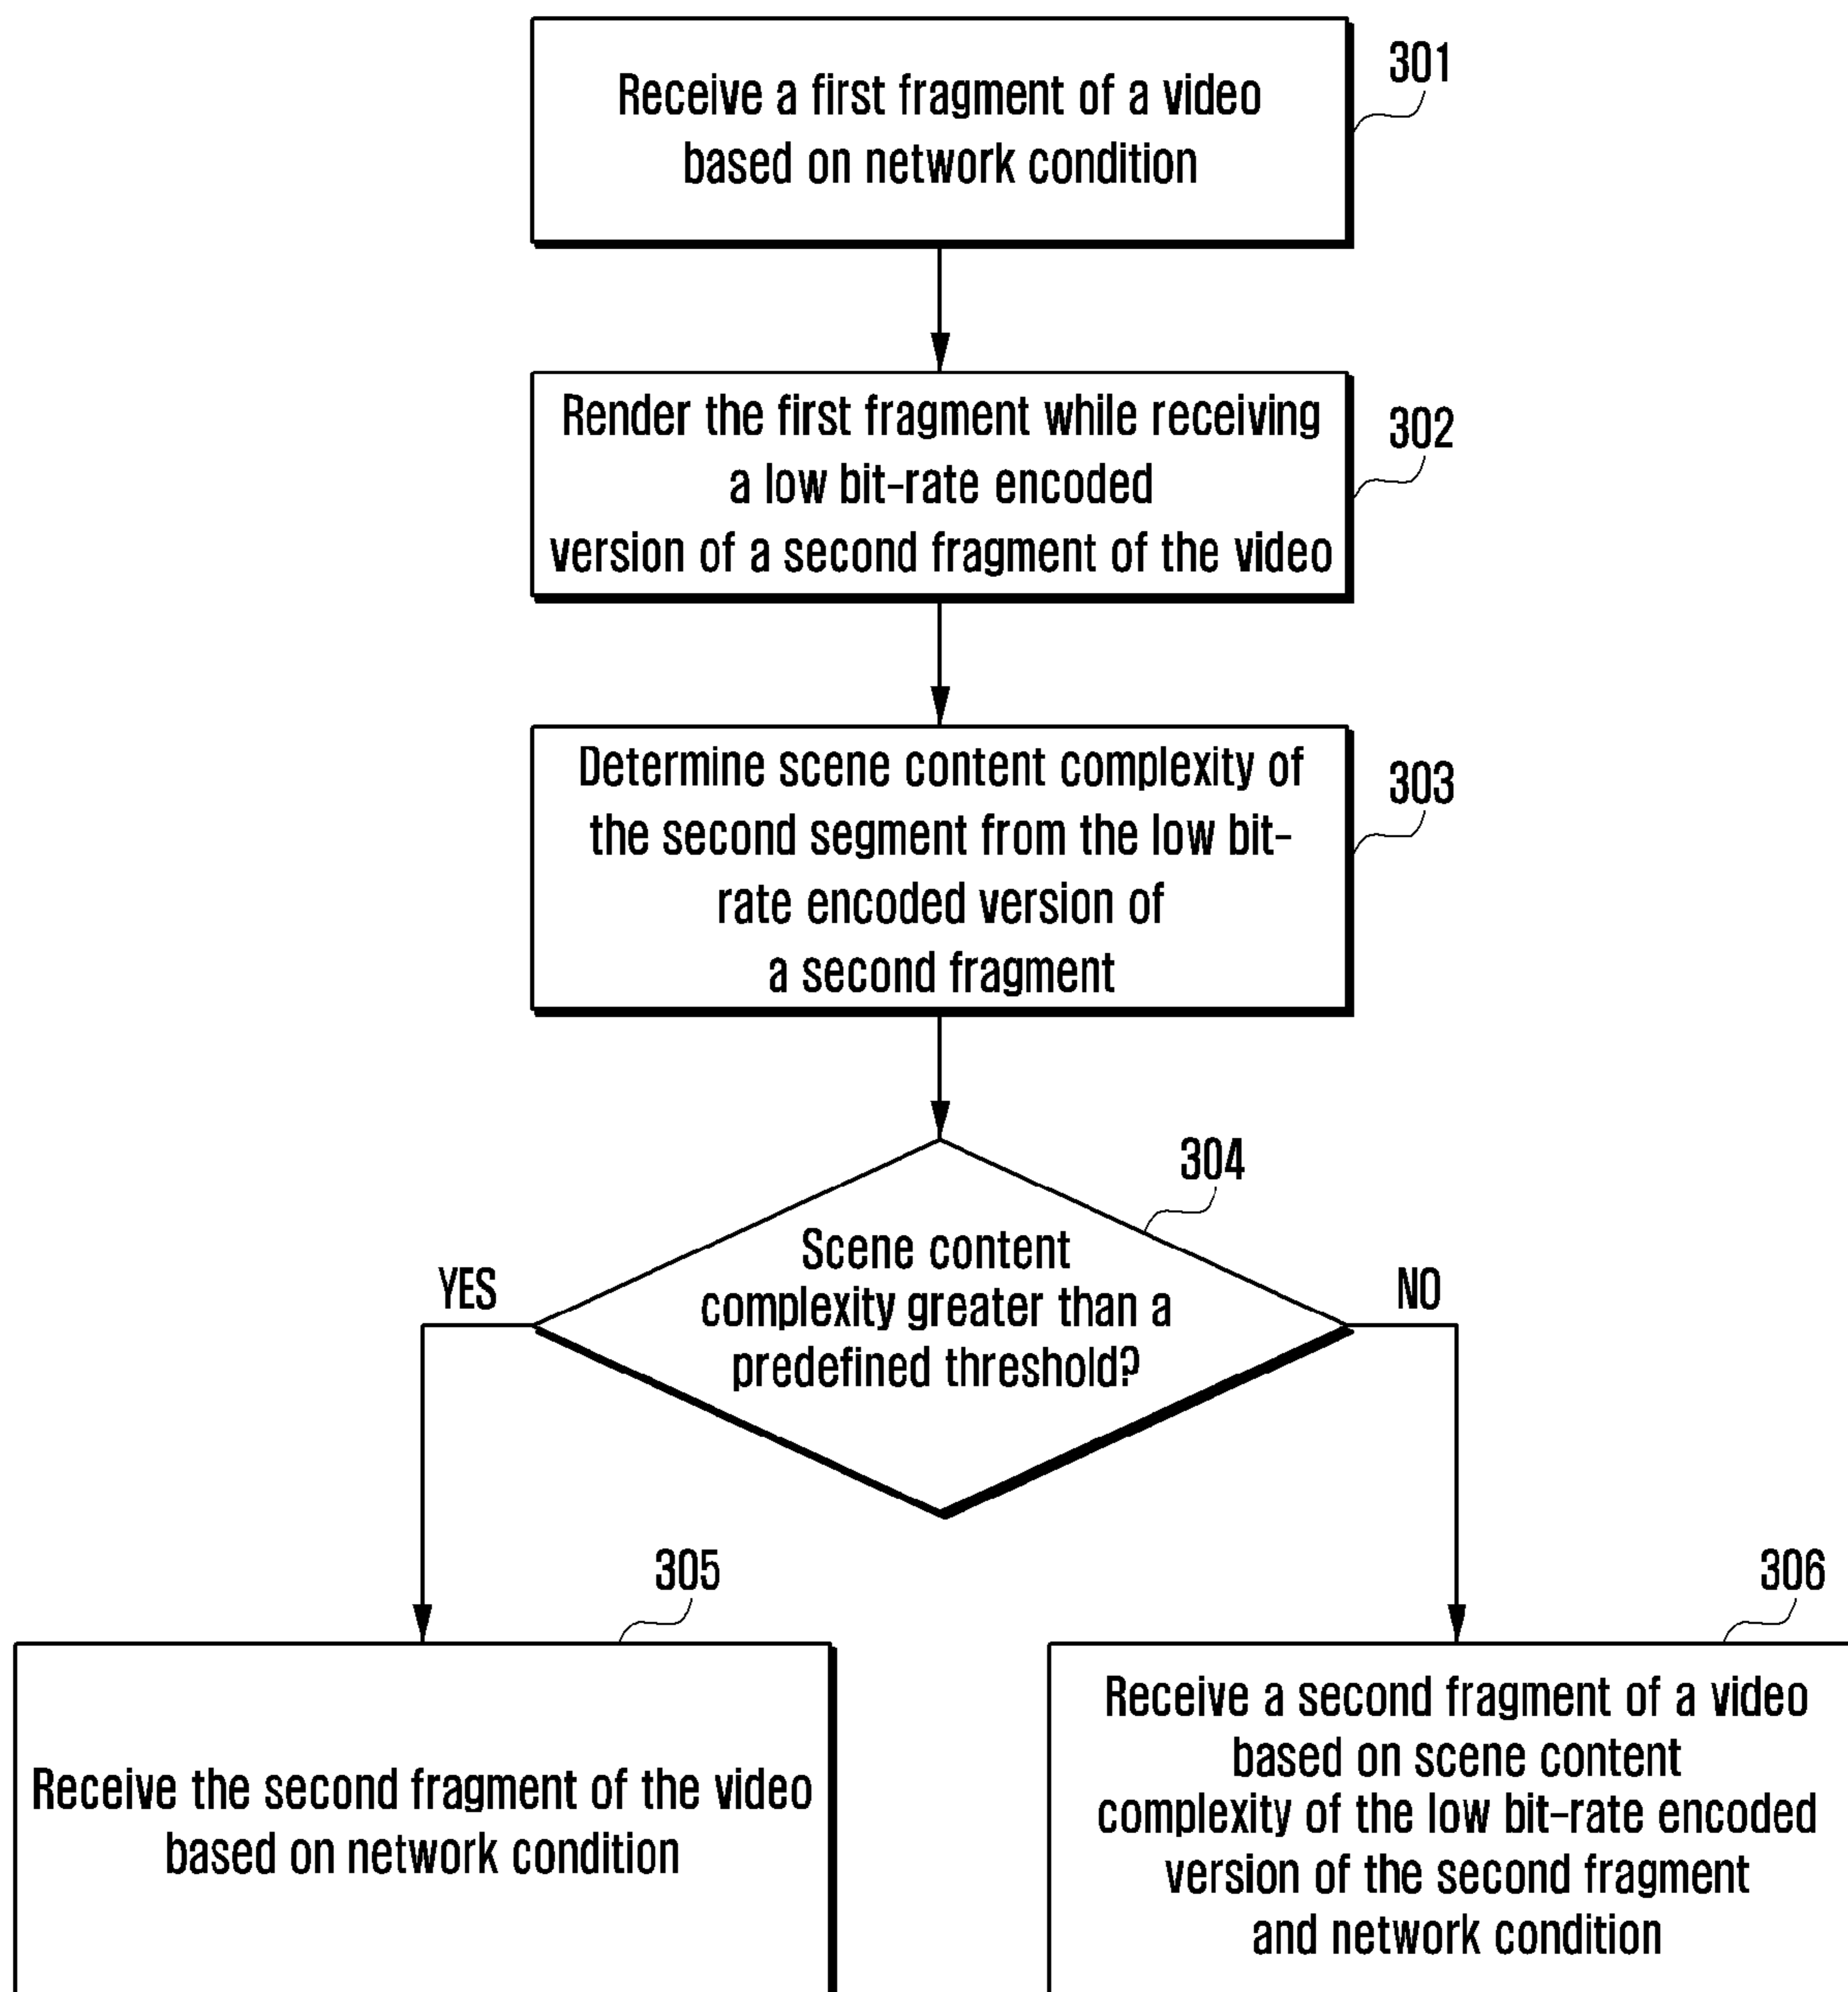 Receive a first fragment of a video
based on network condition
301
Render the first fragment while receiving
a low bit-rate encoded
version of a second fragment of the video
302
Determine scene content complexity of
the second segment from the low bit-
rate encoded version of
a second fragment
303
304
Scene content
complexity greater than a
predefined threshold?
YES
NO
305
Receive the second fragment of the video
based on network condition
306
Receive a second fragment of a video
based on scene content
complexity of the low bit-rate encoded
version of the second fragment
and network condition